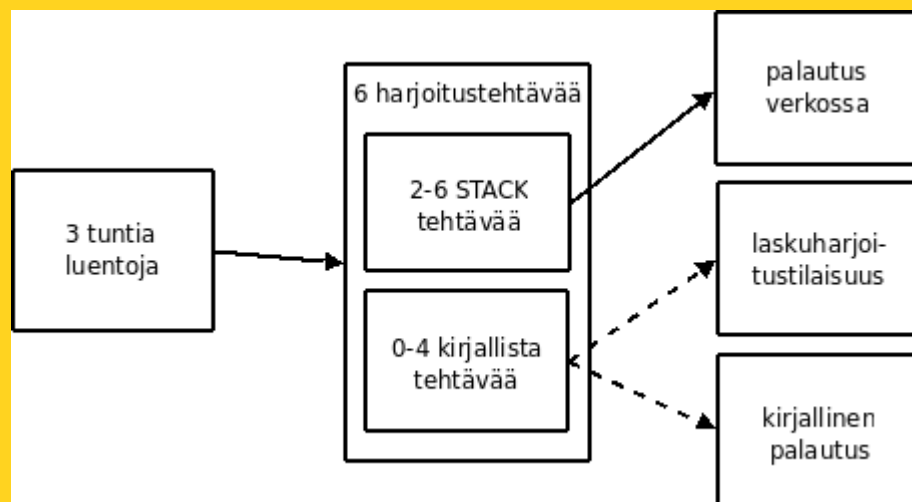 3 tuntia
luentoja
6 harjoitustehtävää
2-6 STACK
tehtävää
0-4 kirjallista
tehtävää
palautus
verkossa
laskuharjoi-
tustilaisuus
kirjallinen
palautus